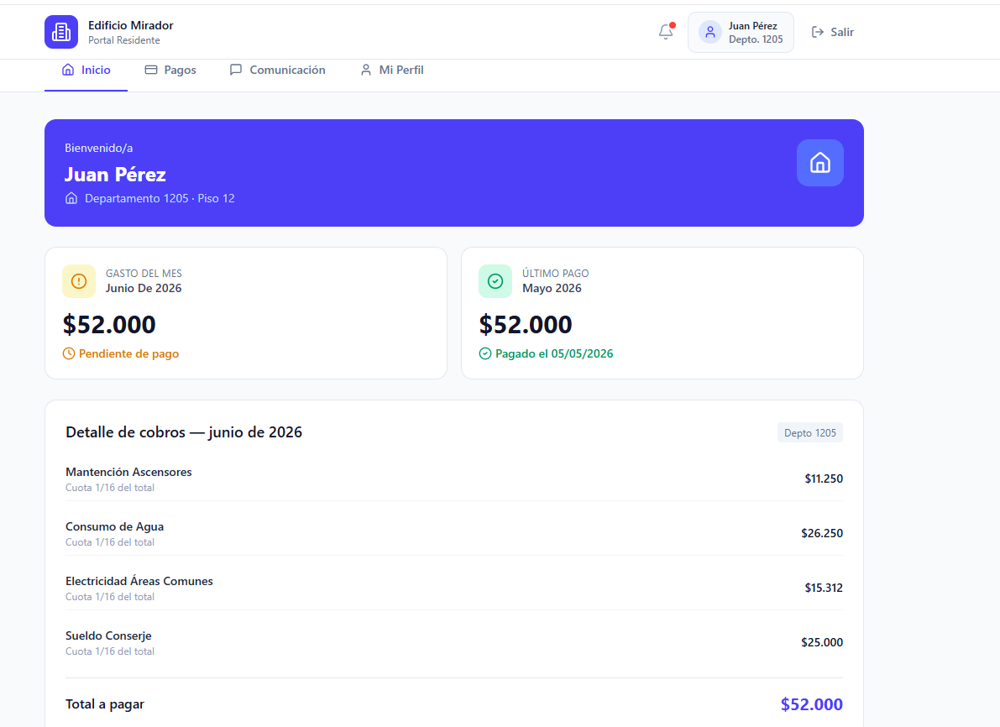 Edificio Mirador
Portal Residente
Juan Pérez
Depto. 1205
Salir
Inicio
Pagos
Comunicación
Mi Perfil
Bienvenido/a
Juan Pérez
Departamento 1205 · Piso 12
GASTO DEL MES
Junio De 2026
$52.000
Pendiente de pago
ÚLTIMO PAGO
Mayo 2026
$52.000
Pagado el 05/05/2026
Detalle de cobros — junio de 2026
Depto 1205
Mantención Ascensores
Cuota 1/16 del total
$11.250
Consumo de Agua
Cuota 1/16 del total
$26.250
Electricidad Áreas Comunes
Cuota 1/16 del total
$15.312
Sueldo Conserje
Cuota 1/16 del total
$25.000
Total a pagar
$52.000